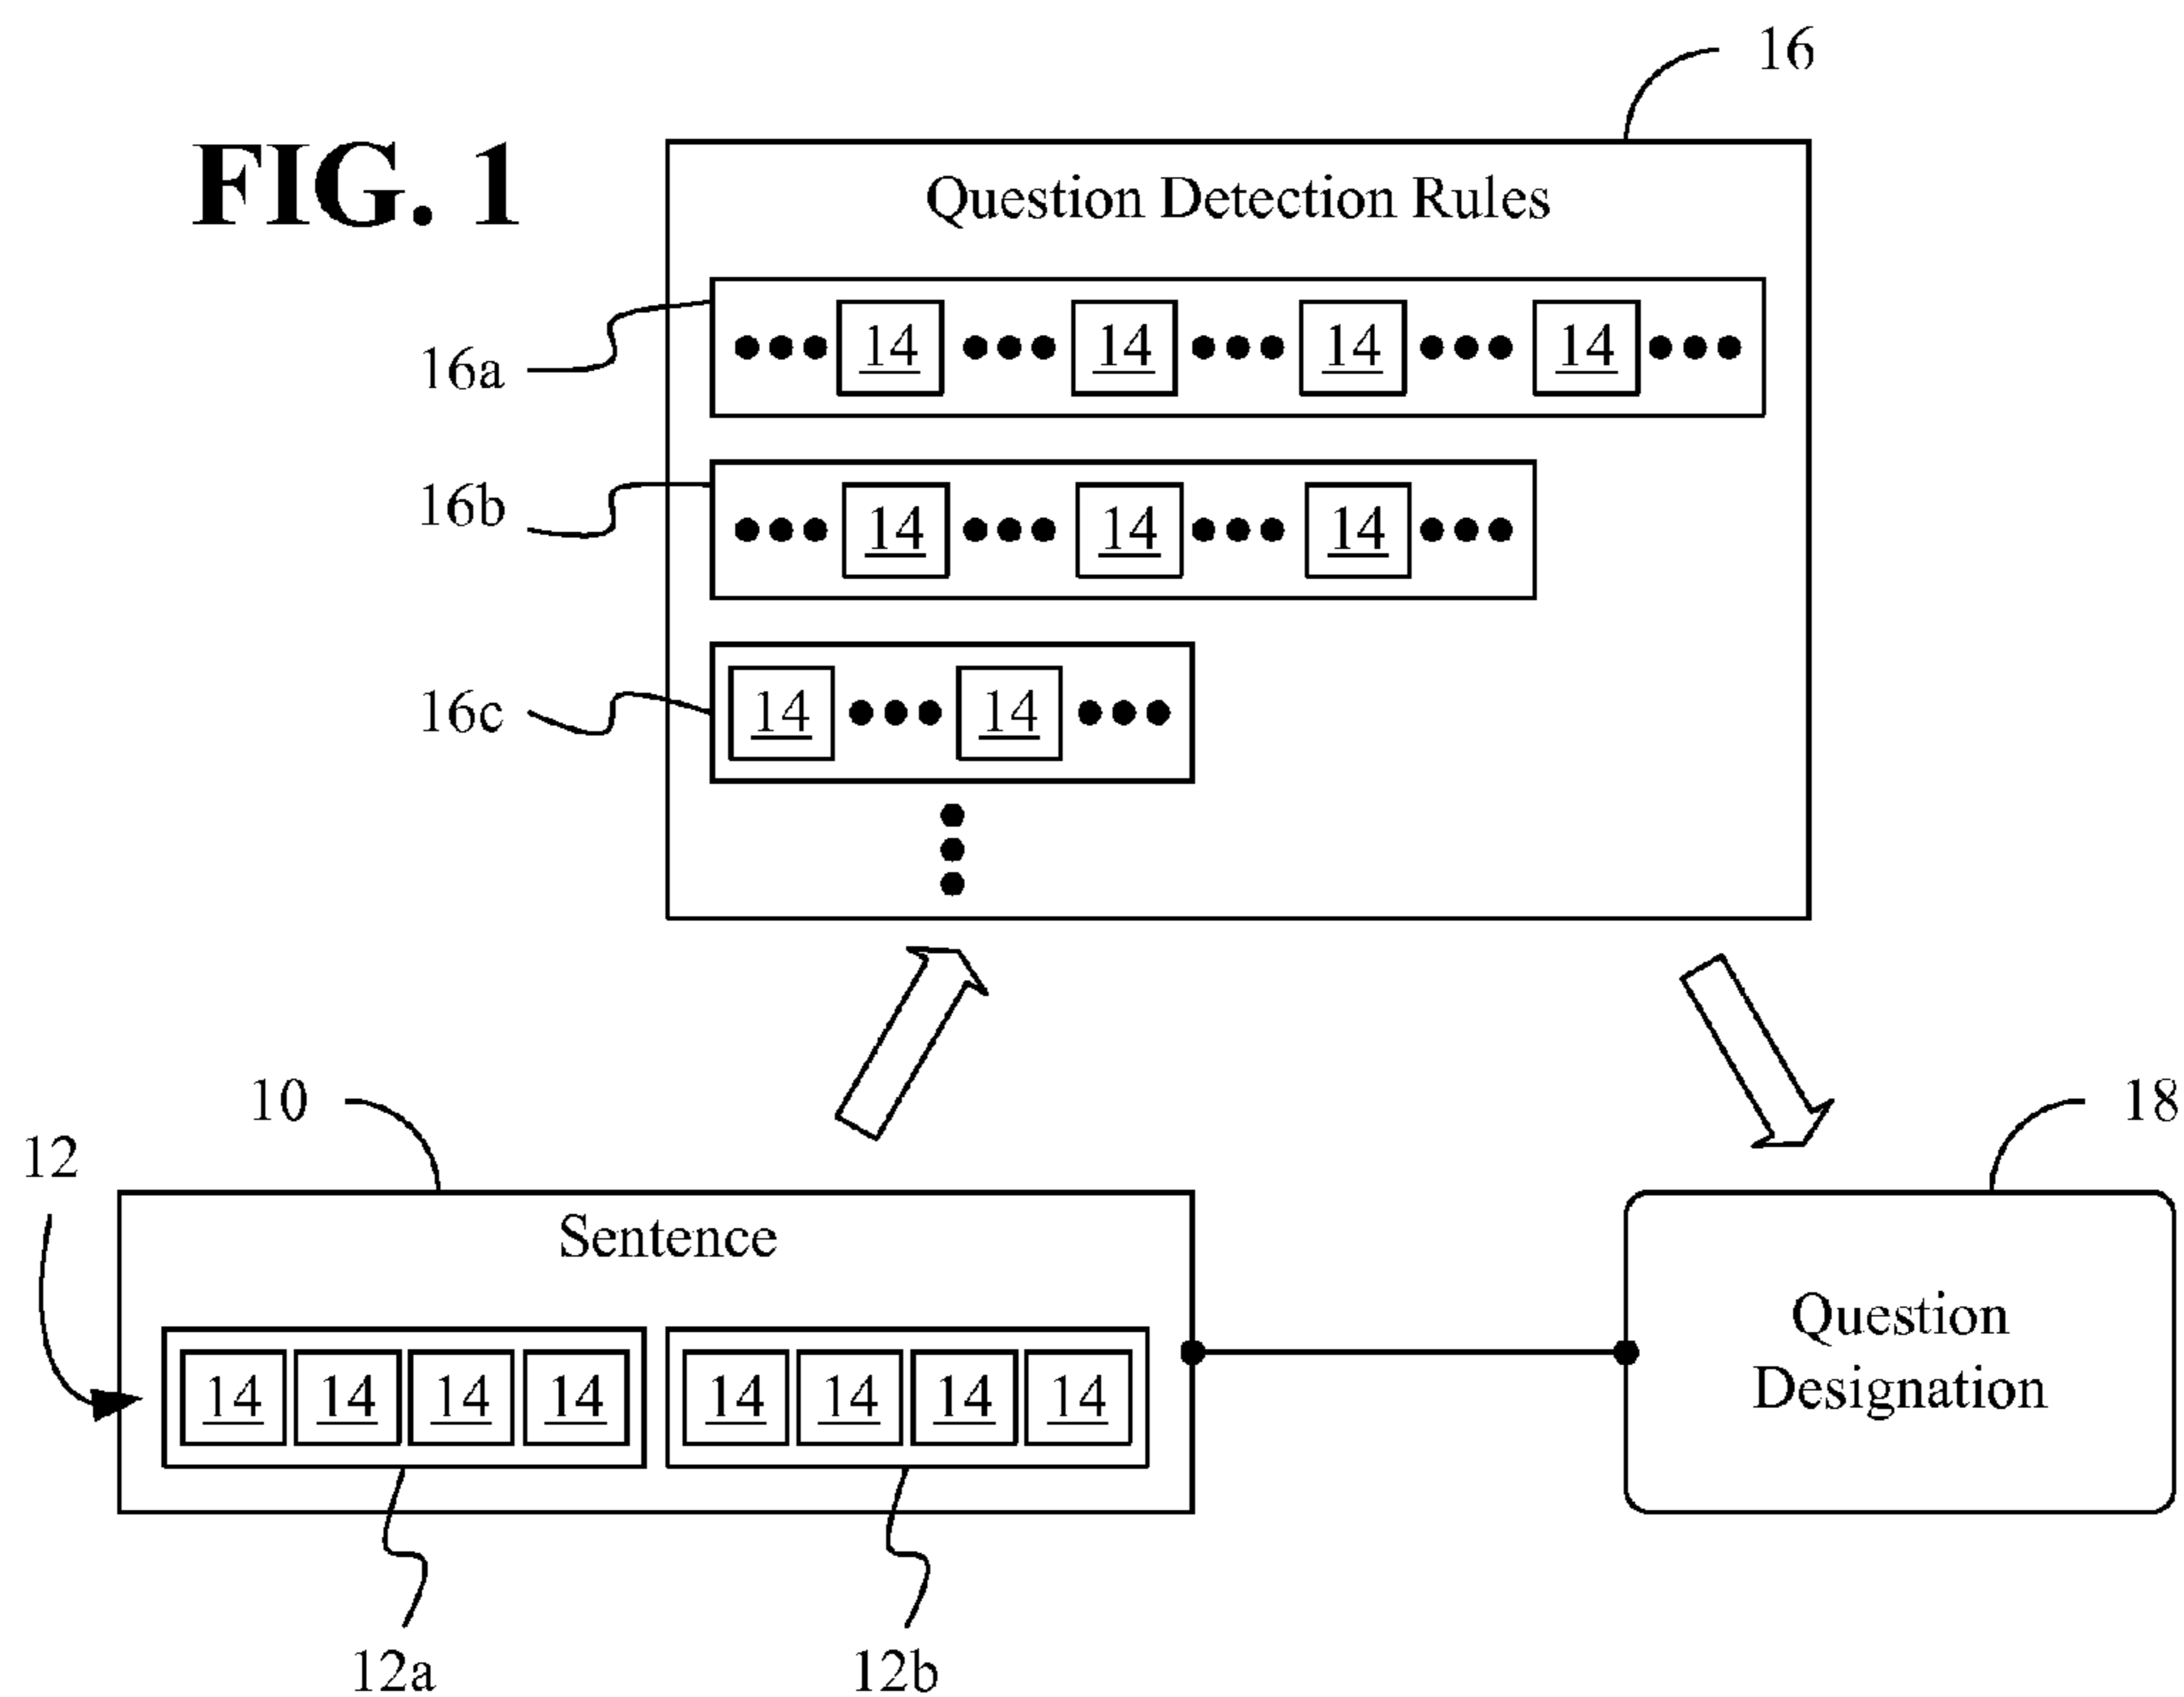 16
FIG. 1
Question Detection Rules
16a
14 14 14 14
16b
14 14 14
16c
14 14
10
18
12
Sentence
Question
Designation
14 14 14 14 14 14 14 14
12a
12b